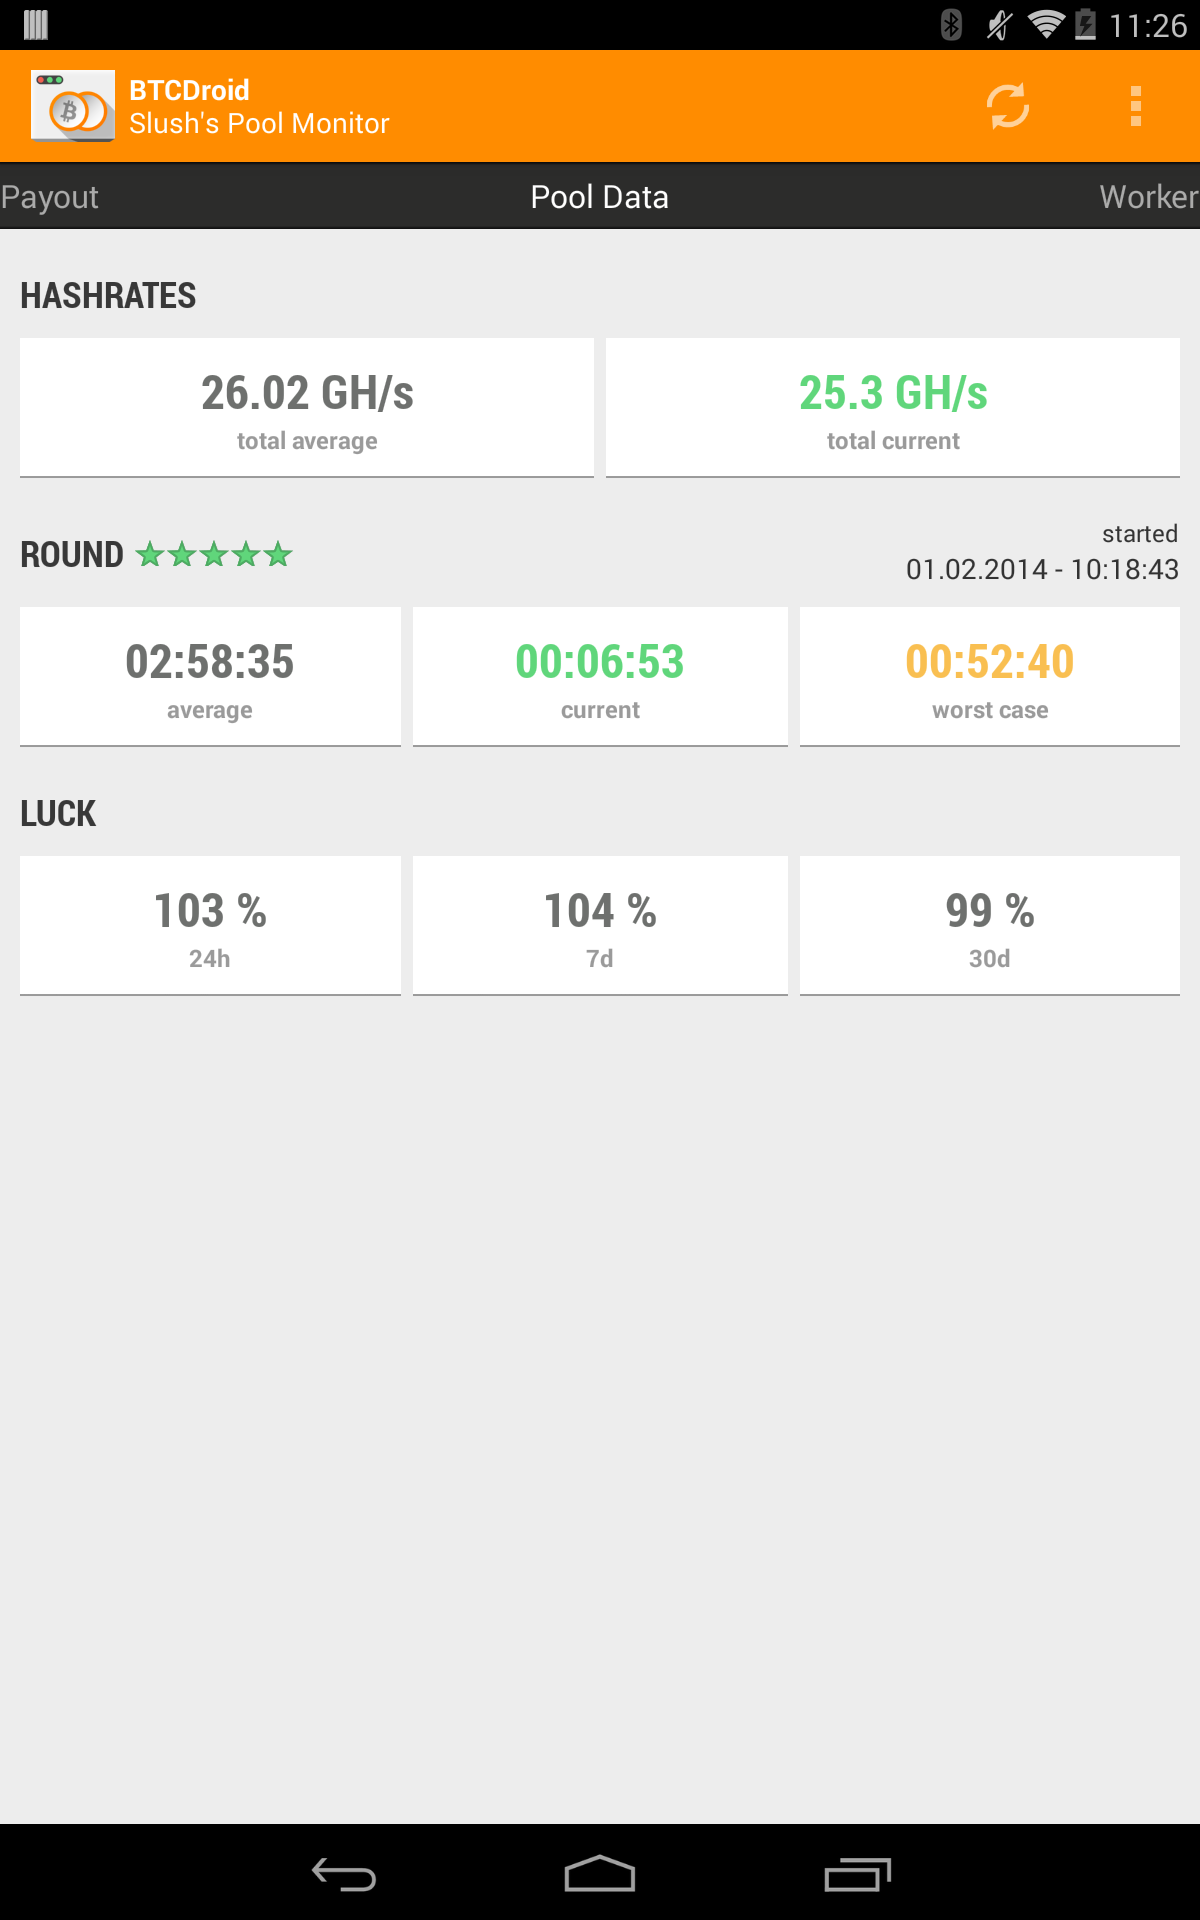 11:26
BTCDroid
Slush's Pool Monitor
Payout Pool Data Worker
HASHRATES
26.02 GH/s 25.3 GH/s
total average total current
started
ROUND 01.02.2014 - 10:18:43
02:58:35 00:06:53 00:52:40
average current worst case
LUCK
103 % 104 % 99 %
24h 7d 30d